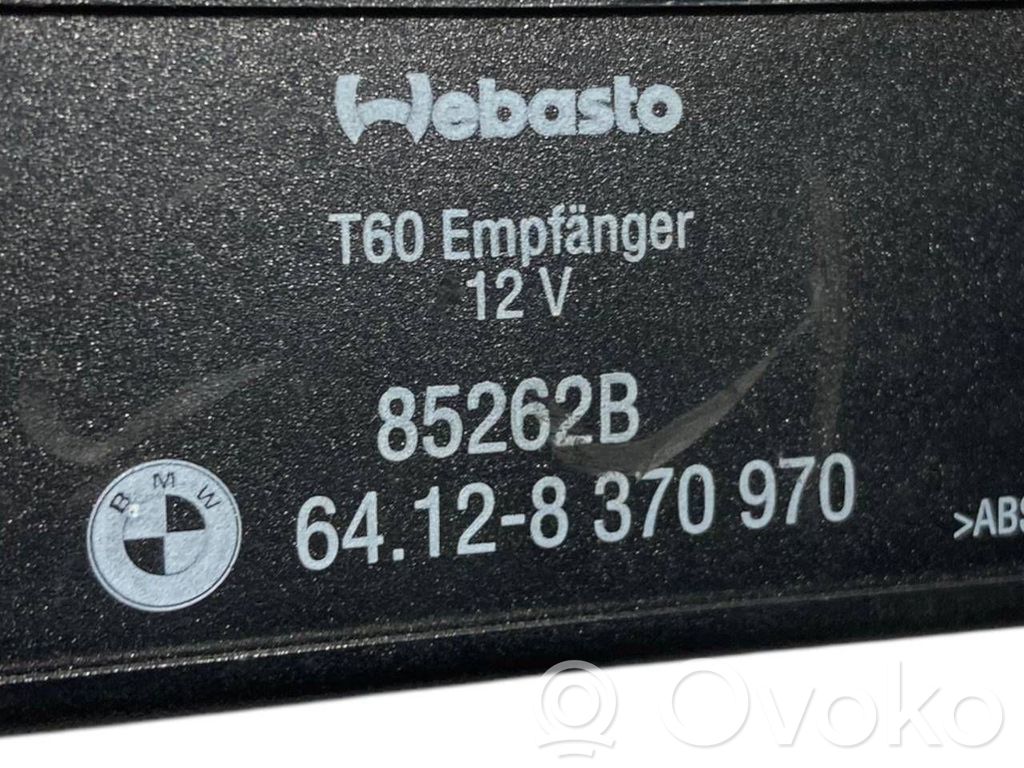 Webasto
T60 Empfänger
12 V
85262B
BMW
64.12-8 370 970
>ABS
Ovoko